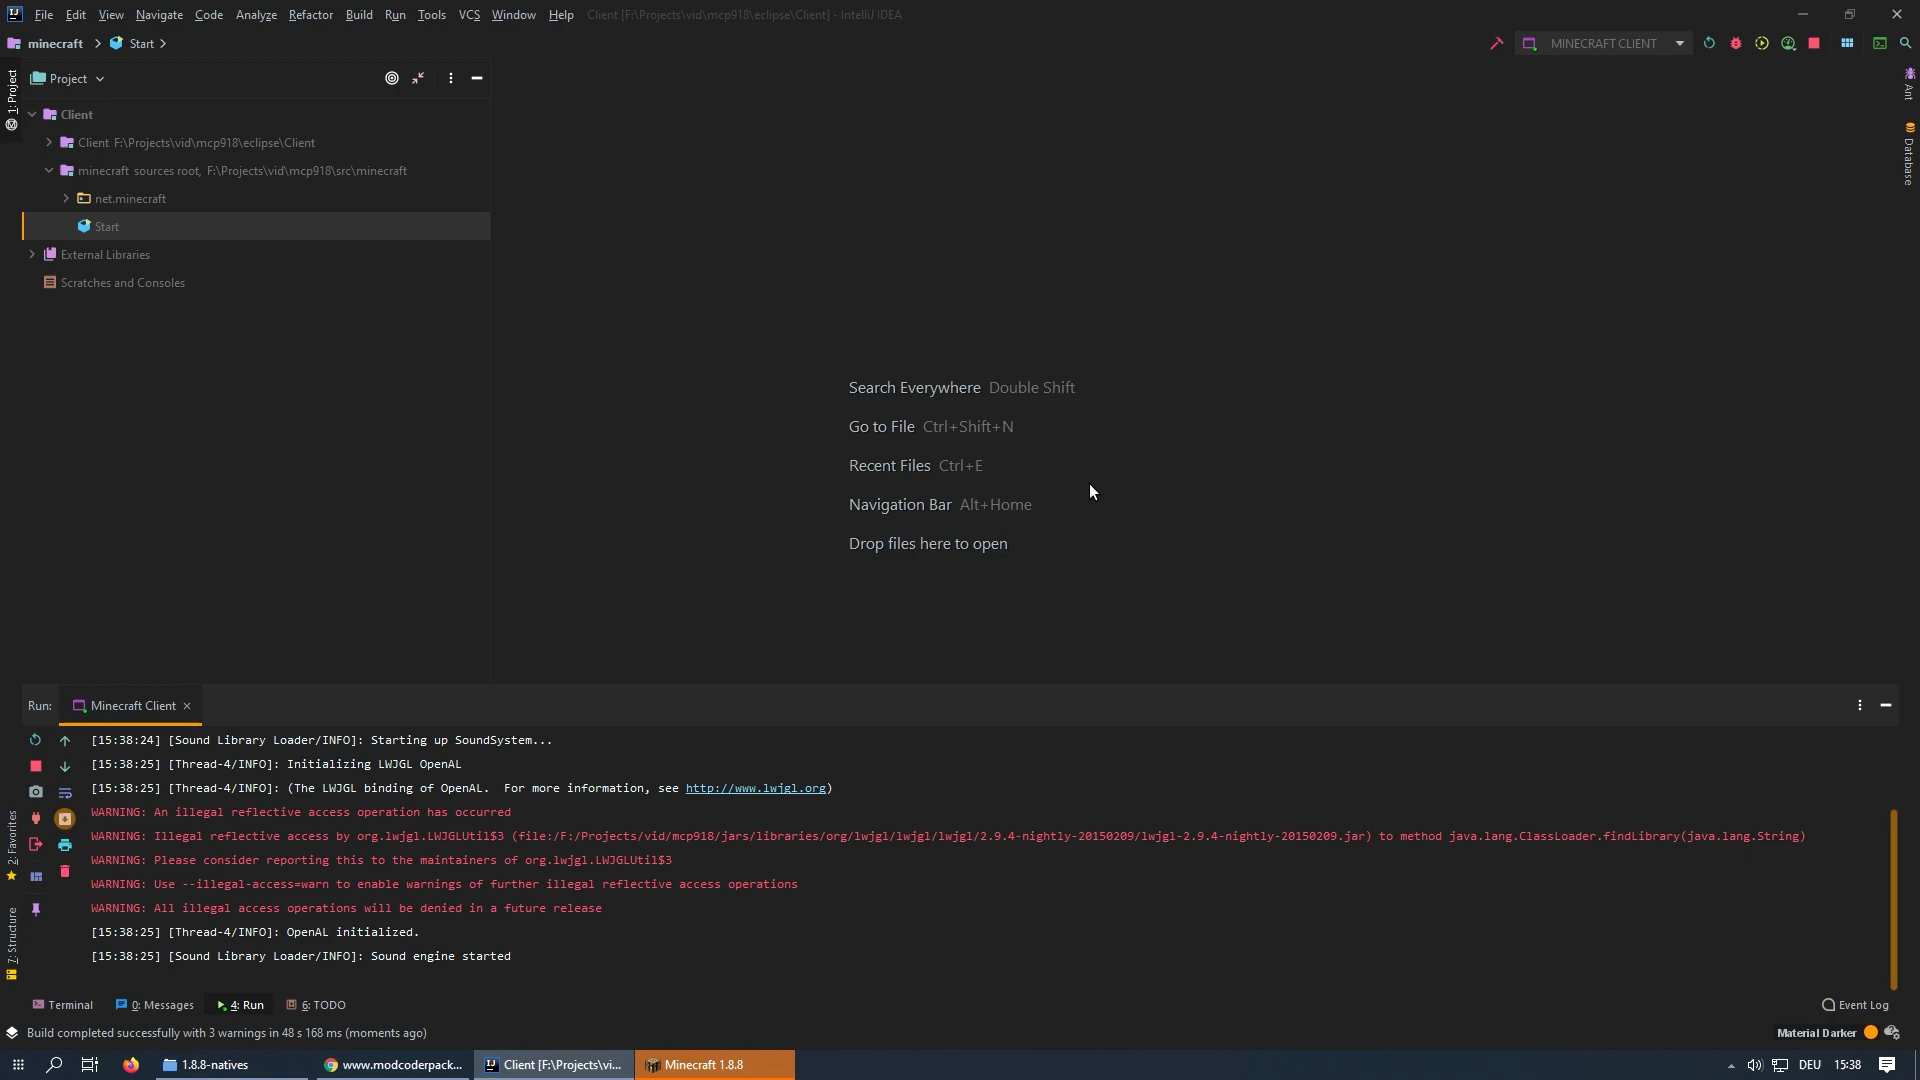 File Edit View Navigate Code Analyze Refactor Build Run Tools VCS Window Help Client [F:\Projects\vid\mcp918\eclipse\Client] - IntelliJ IDEA
minecraft Start MINECRAFT CLIENT
1: Project
Project
Client
Client F:\Projects\vid\mcp918\eclipse\Client
minecraft sources root, F:\Projects\vid\mcp918\src\minecraft
net.minecraft
Start
External Libraries
Scratches and Consoles
Ant
Database
Search Everywhere Double Shift
Go to File Ctrl+Shift+N
Recent Files Ctrl+E
Navigation Bar Alt+Home
Drop files here to open
Run: Minecraft Client
[15:38:24] [Sound Library Loader/INFO]: Starting up SoundSystem...
[15:38:25] [Thread-4/INFO]: Initializing LWJGL OpenAL
[15:38:25] [Thread-4/INFO]: (The LWJGL binding of OpenAL.  For more information, see http://www.lwjgl.org)
WARNING: An illegal reflective access operation has occurred
WARNING: Illegal reflective access by org.lwjgl.LWJGLUtil$3 (file:/F:/Projects/vid/mcp918/jars/libraries/org/lwjgl/lwjgl/lwjgl/2.9.4-nightly-20150209/lwjgl-2.9.4-nightly-20150209.jar) to method java.lang.ClassLoader.findLibrary(java.lang.String)
WARNING: Please consider reporting this to the maintainers of org.lwjgl.LWJGLUtil$3
WARNING: Use --illegal-access=warn to enable warnings of further illegal reflective access operations
WARNING: All illegal access operations will be denied in a future release
[15:38:25] [Thread-4/INFO]: OpenAL initialized.
[15:38:25] [Sound Library Loader/INFO]: Sound engine started
2: Favorites
7: Structure
Terminal 0: Messages 4: Run 6: TODO Event Log
Build completed successfully with 3 warnings in 48 s 168 ms (moments ago) Material Darker
1.8.8-natives www.modcoderpack... Client [F:\Projects\vi... Minecraft 1.8.8 DEU 15:38